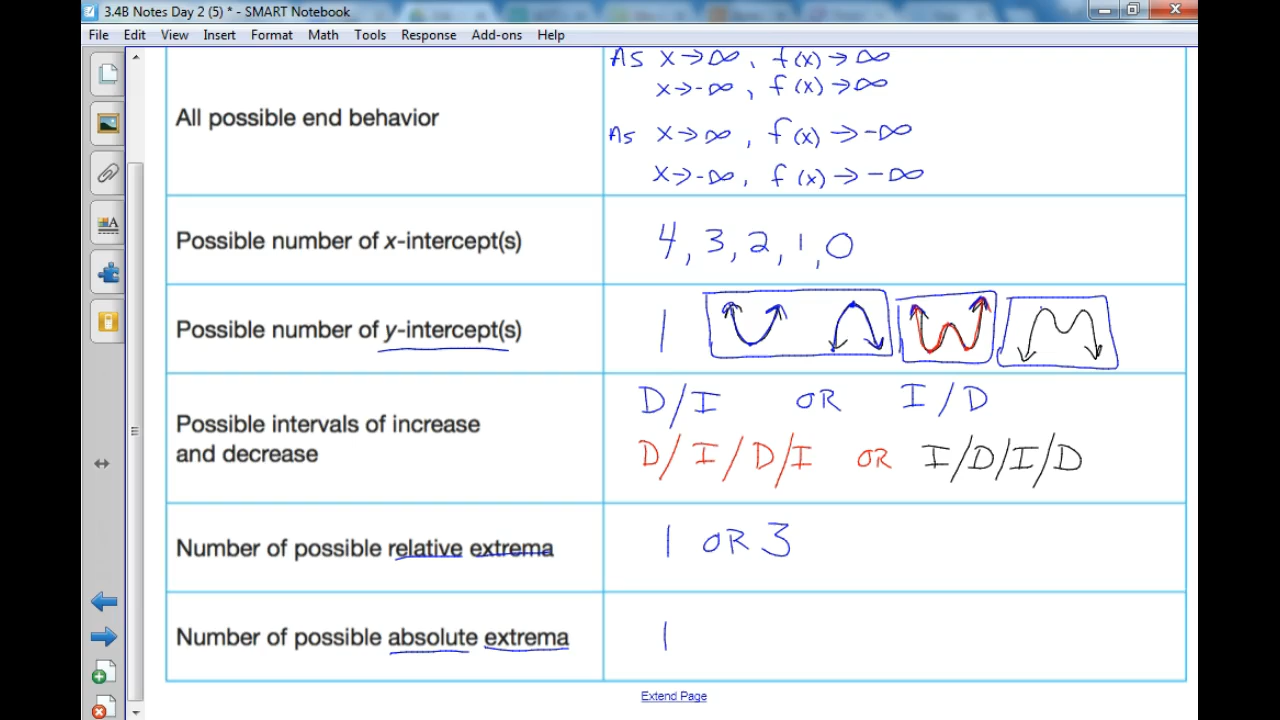 3.4B Notes Day 2 (5) * - SMART Notebook
File Edit View Insert Format Math Tools Response Add-ons Help
As x→∞, f(x)→∞
x→-∞, f(x)→∞
All possible end behavior
As x→∞, f(x)→-∞
x→-∞, f(x)→-∞
Possible number of x-intercept(s)
4, 3, 2, 1, 0
Possible number of y-intercept(s)
1
Possible intervals of increase
and decrease
D/I OR I/D
D/I/D/I OR I/D/I/D
Number of possible relative extrema
1 OR 3
Number of possible absolute extrema
1
Extend Page